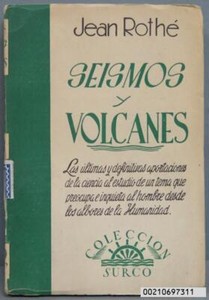 Jean Rothé
SEISMOS
y
VOLCANES
Las últimas y definitivas aportaciones
de la ciencia al estudio de un tema que
preocupa e inquieta al hombre desde
los albores de la Humanidad.
COLECCION
SURCO
00210697311